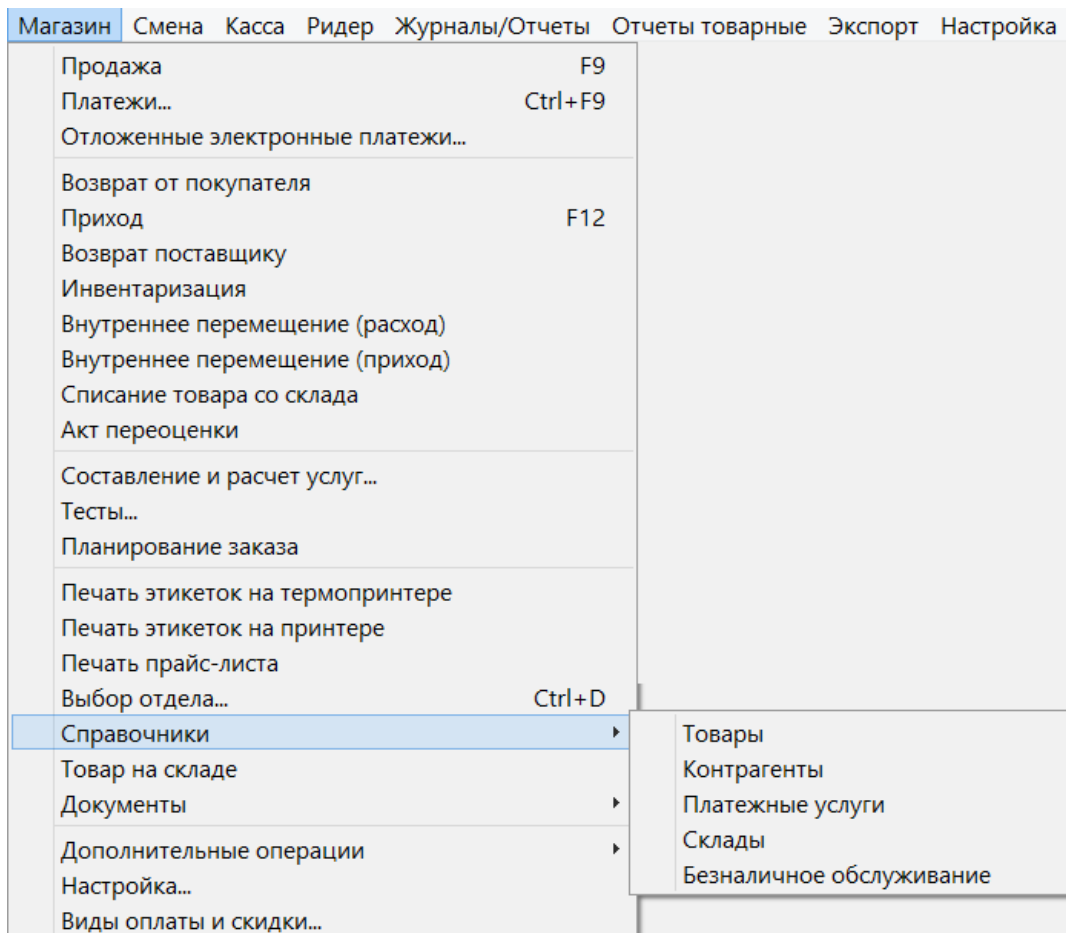 Магазин Смена Касса Ридер Журналы/Отчеты Отчеты товарные Экспорт Настройка
Продажа F9
Платежи... Ctrl+F9
Отложенные электронные платежи...
Возврат от покупателя
Приход F12
Возврат поставщику
Инвентаризация
Внутреннее перемещение (расход)
Внутреннее перемещение (приход)
Списание товара со склада
Акт переоценки
Составление и расчет услуг...
Тесты...
Планирование заказа
Печать этикеток на термопринтере
Печать этикеток на принтере
Печать прайс-листа
Выбор отдела... Ctrl+D
Справочники
Товар на складе
Документы
Дополнительные операции
Настройка...
Виды оплаты и скидки...
Товары
Контрагенты
Платежные услуги
Склады
Безналичное обслуживание